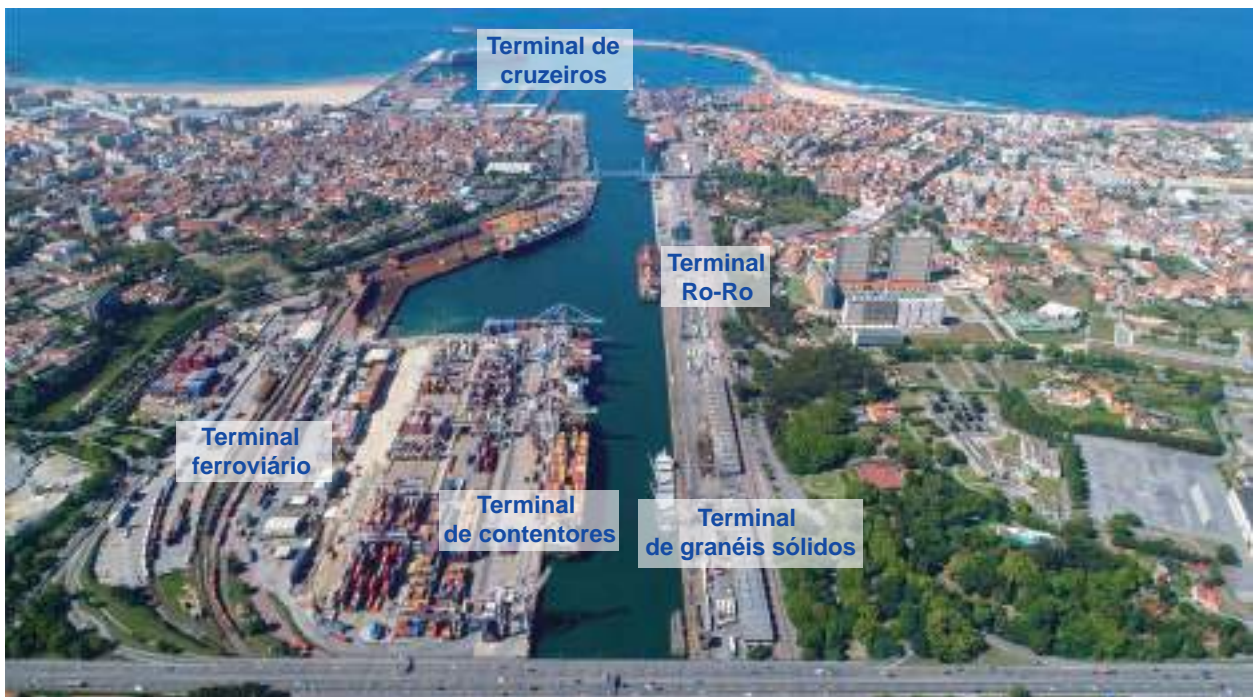 Terminal de
cruzeiros
Terminal
Ro-Ro
Terminal
ferroviário
Terminal
de contentores
Terminal
de granéis sólidos